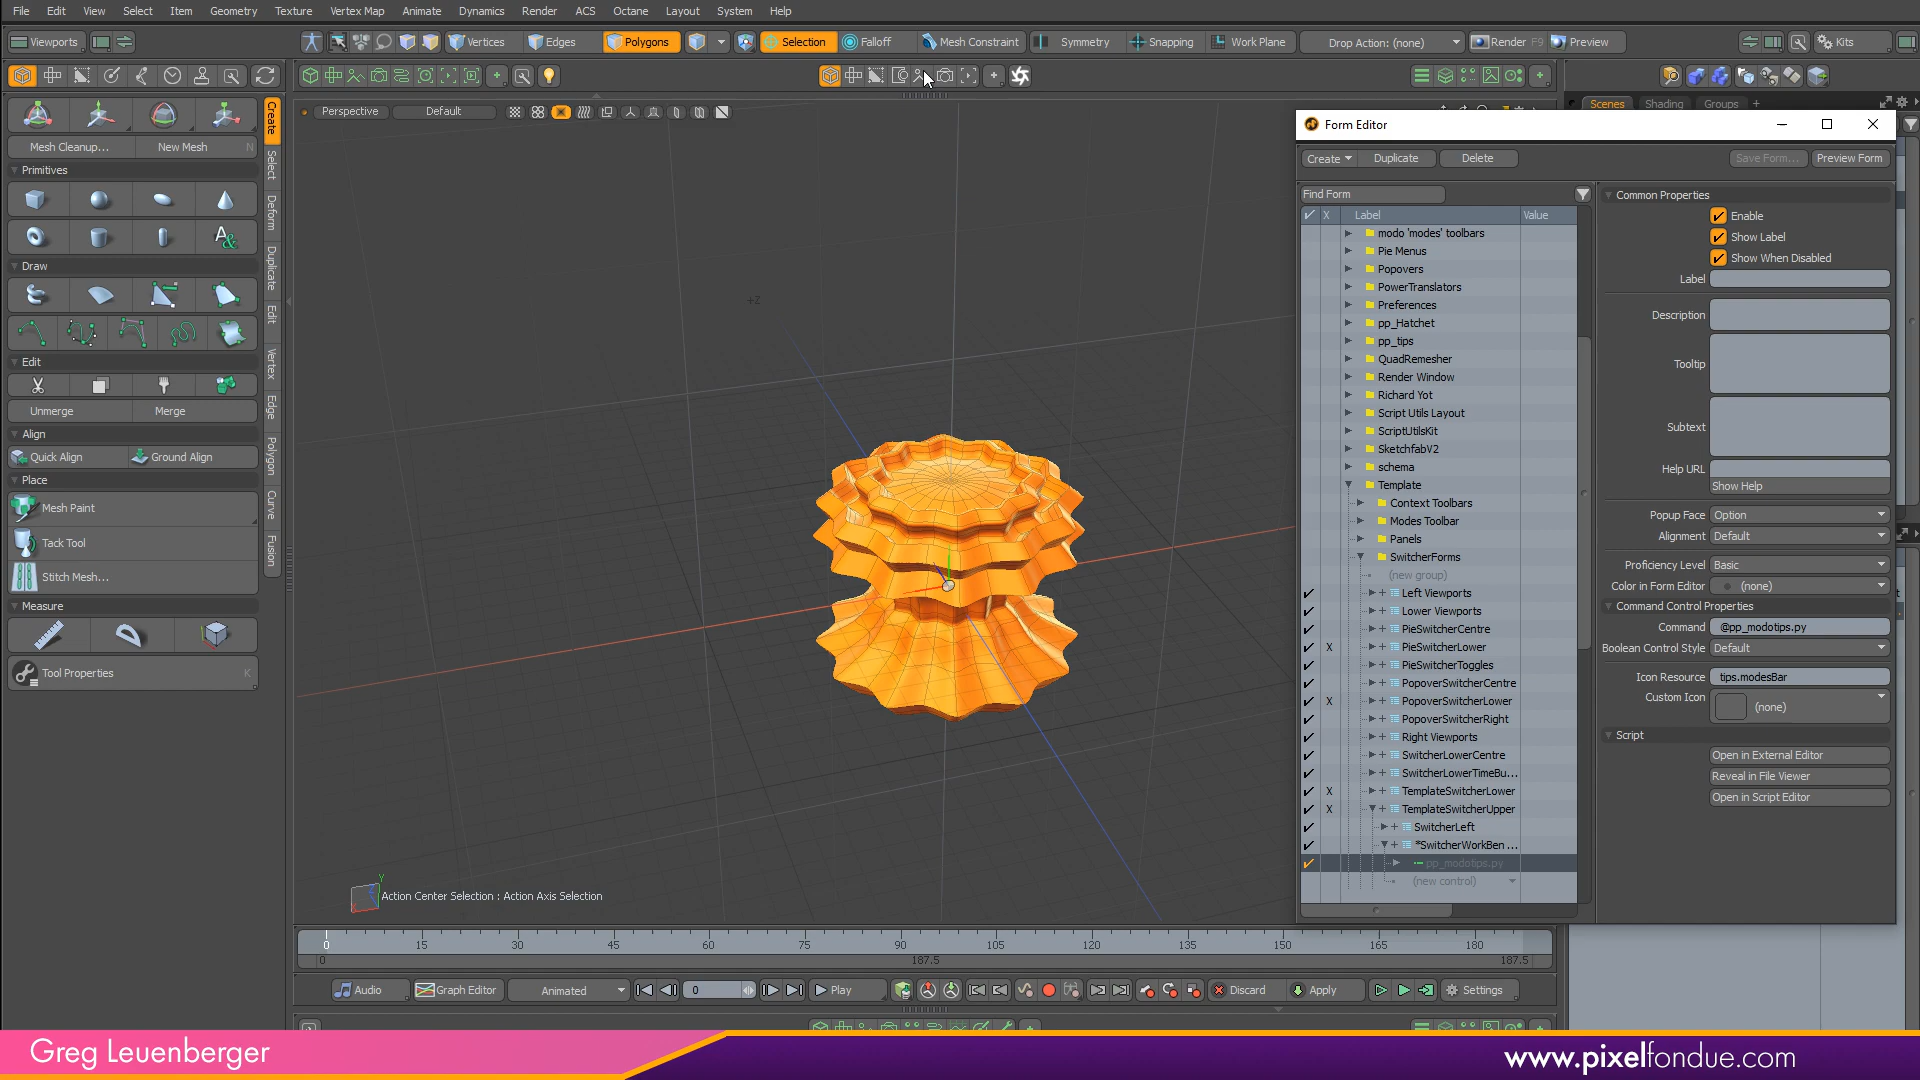 File Edit View Select Item Geometry Texture Vertex Map Animate Dynamics Render ACS Octane Layout System Help
Viewports Vertices Edges Polygons Selection Falloff Mesh Constraint Symmetry Snapping Work Plane Drop Action: (none) Render F9 Preview Kits
Scenes Shading Groups +
Perspective Default
Mesh Cleanup... New Mesh N
Primitives
Draw
Edit
Unmerge Merge
Align
Quick Align Ground Align
Place
Mesh Paint
Tack Tool
Stitch Mesh...
Measure
Tool Properties K
Create
Select
Deform
Duplicate
Edit
Vertex
Edge
Polygon
Curve
Fusion
+Z
Y
Action Center Selection : Action Axis Selection
Form Editor
Create Duplicate Delete Save Form... Preview Form
Find Form
X Label Value
modo 'modes' toolbars
Pie Menus
Popovers
PowerTranslators
Preferences
pp_Hatchet
pp_tips
QuadRemesher
Render Window
Richard Yot
Script Utils Layout
ScriptUtilsKit
SketchfabV2
schema
Template
Context Toolbars
Modes Toolbar
Panels
SwitcherForms
(new group)
Left Viewports
Lower Viewports
PieSwitcherCentre
X PieSwitcherLower
PieSwitcherToggles
PopoverSwitcherCentre
X PopoverSwitcherLower
PopoverSwitcherRight
Right Viewports
SwitcherLowerCentre
SwitcherLowerTimeBu...
X TemplateSwitcherLower
X TemplateSwitcherUpper
SwitcherLeft
*SwitcherWorkBen ...
pp_modotips.py
(new control)
Common Properties
Enable
Show Label
Show When Disabled
Label
Description
Tooltip
Subtext
Help URL
Show Help
Popup Face Option
Alignment Default
Proficiency Level Basic
Color in Form Editor (none)
Command Control Properties
Command @pp_modotips.py
Boolean Control Style Default
Icon Resource tips.modesBar
Custom Icon (none)
Script
Open in External Editor
Reveal in File Viewer
Open in Script Editor
0 15 30 45 60 75 90 105 120 135 150 165 180
0 187.5 187.5
Audio Graph Editor Animated 0 Play Discard Apply Settings
Greg Leuenberger
www.pixelfondue.com